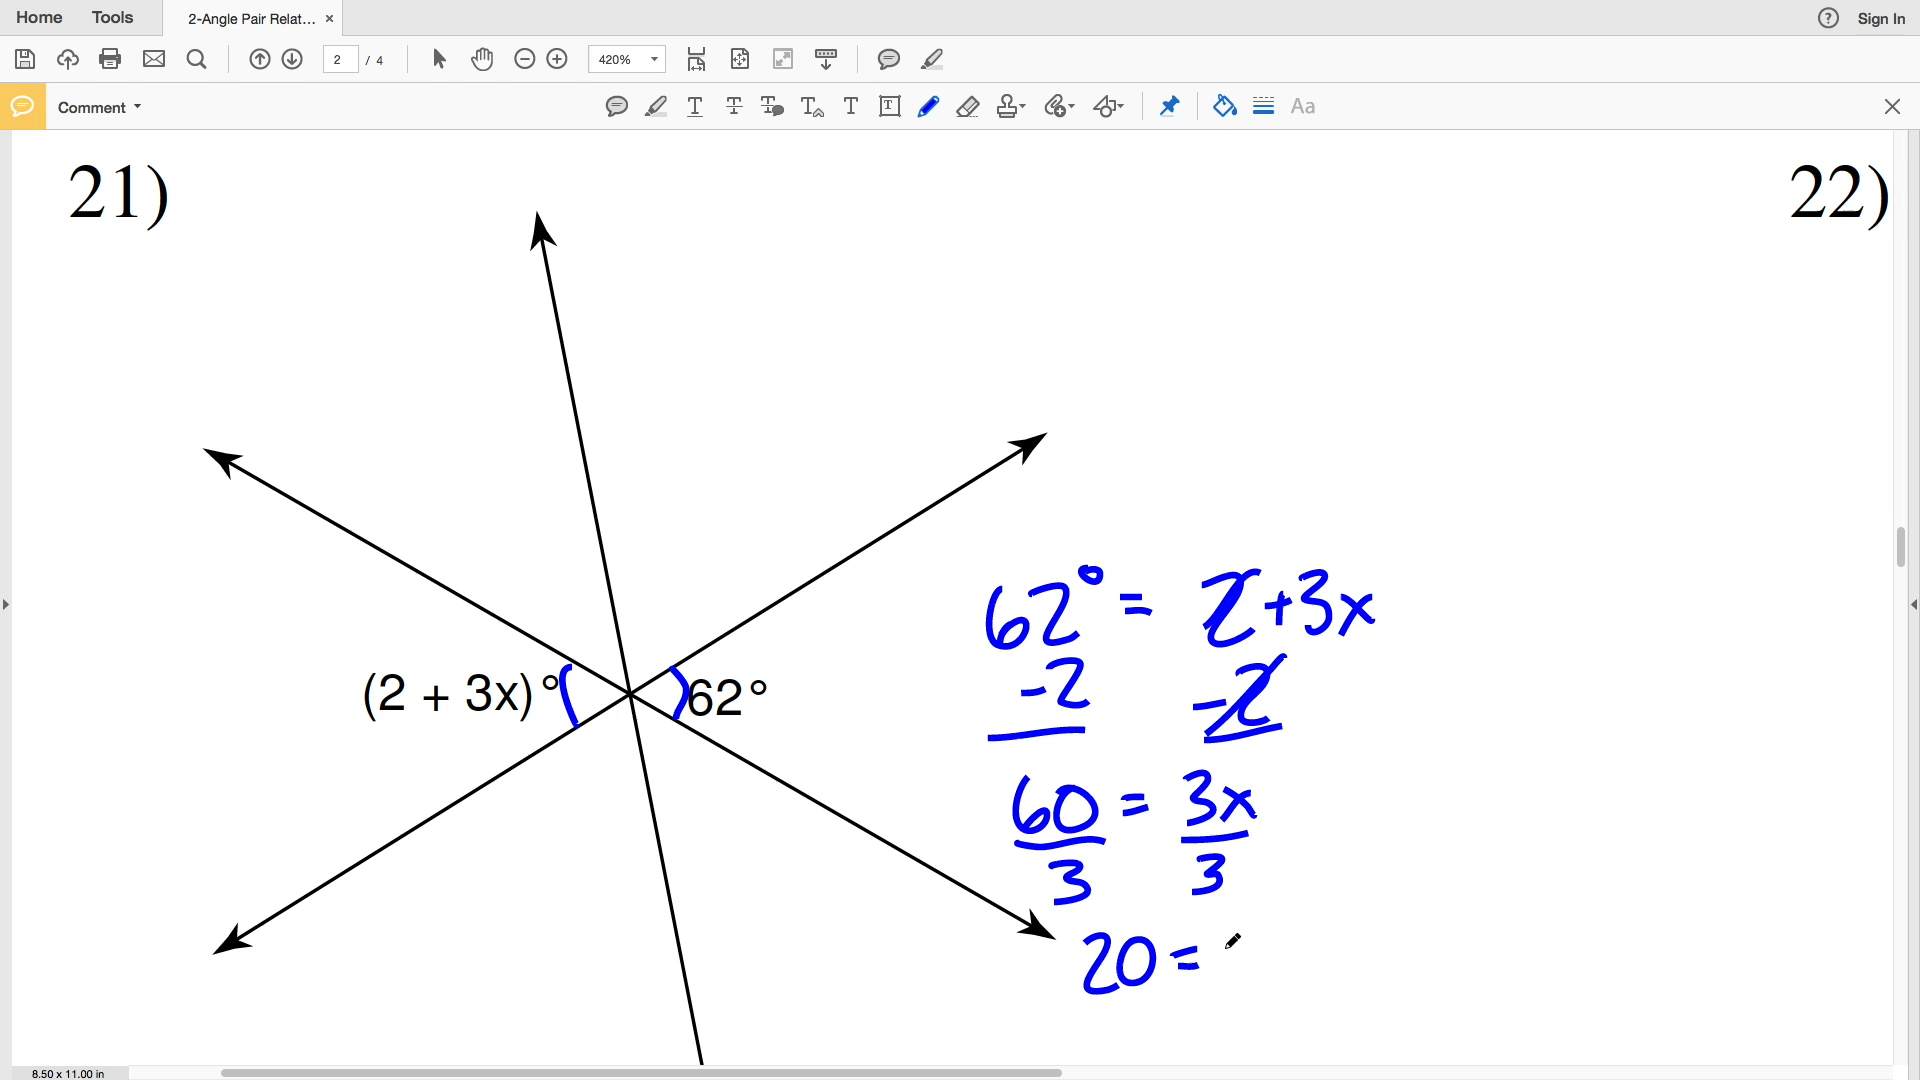 Home Tools 2-Angle Pair Relat... × ? Sign In
2 / 4 420%
Comment Aa
21) 22)
(2 + 3x)° 62°
62° = 2+3x
-2 -2
60 = 3x
3 3
20 =
8.50 x 11.00 in